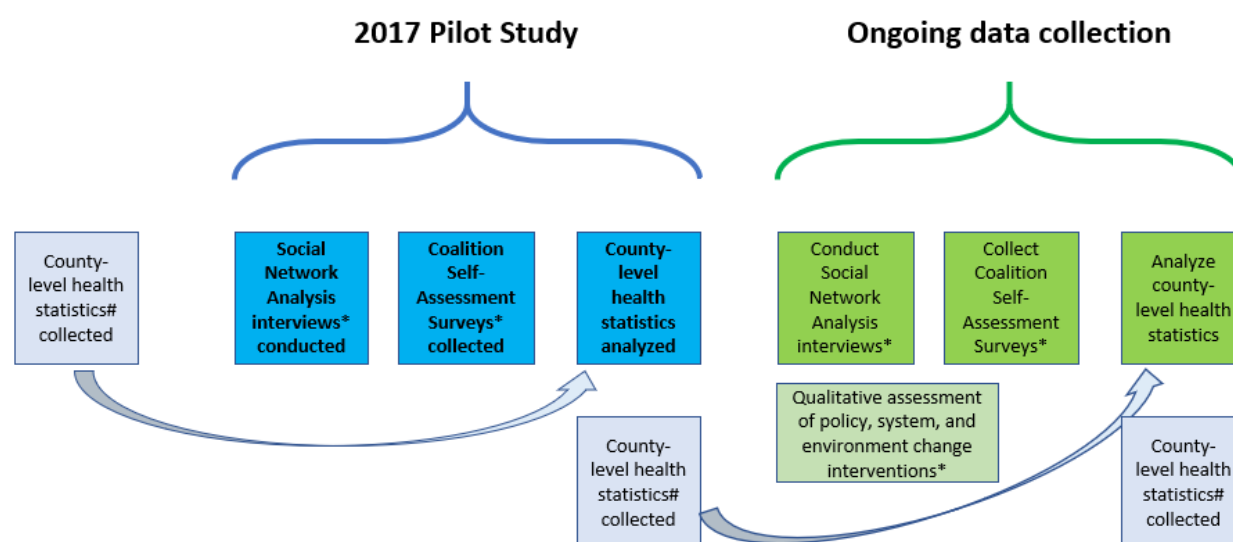 2017 Pilot Study
Ongoing data collection
County-
level health
statistics#
collected
Social
Network
Analysis
interviews*
conducted
Coalition
Self-
Assessment
Surveys*
collected
County-
level
health
statistics
analyzed
Conduct
Social
Network
Analysis
interviews*
Collect
Coalition
Self-
Assessment
Surveys*
Analyze
county-
level health
statistics
Qualitative assessment
of policy, system, and
environment change
interventions*
County-
level health
statistics#
collected
County-
level health
statistics#
collected